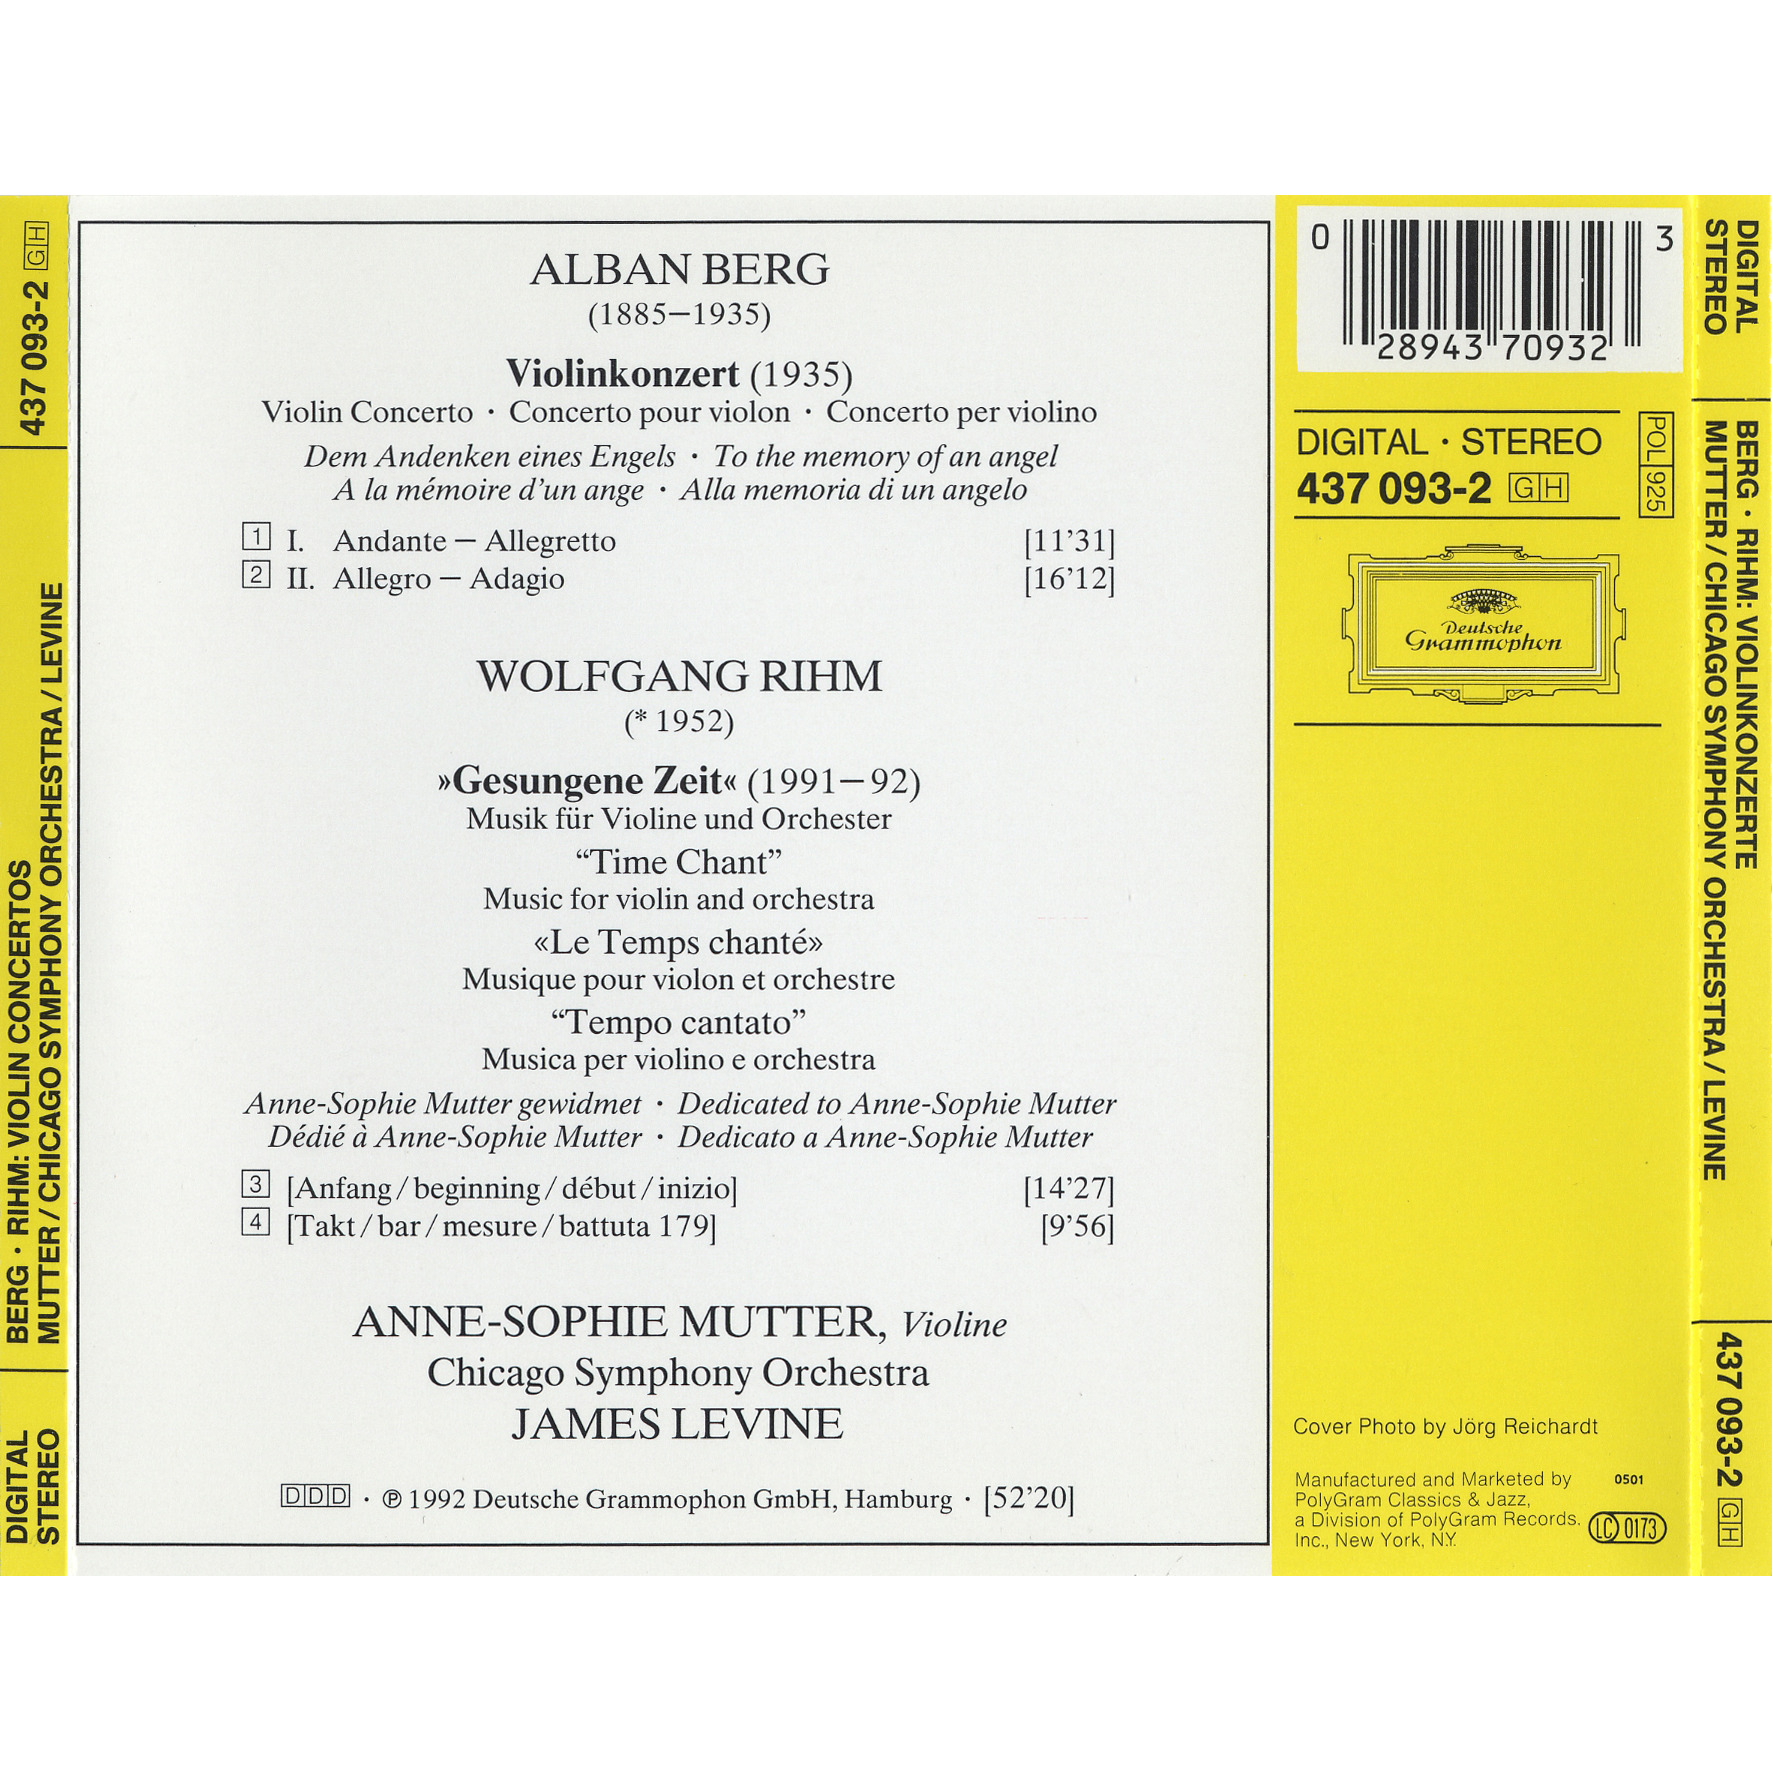 437 093-2 GH
BERG · RIHM: VIOLIN CONCERTOS
MUTTER / CHICAGO SYMPHONY ORCHESTRA / LEVINE
DIGITAL
STEREO
ALBAN BERG
(1885–1935)
Violinkonzert (1935)
Violin Concerto · Concerto pour violon · Concerto per violino
Dem Andenken eines Engels · To the memory of an angel
A la mémoire d'un ange · Alla memoria di un angelo
1 I. Andante – Allegretto [11'31]
2 II. Allegro – Adagio [16'12]
WOLFGANG RIHM
(* 1952)
»Gesungene Zeit« (1991–92)
Musik für Violine und Orchester
“Time Chant”
Music for violin and orchestra
«Le Temps chanté»
Musique pour violon et orchestre
“Tempo cantato”
Musica per violino e orchestra
Anne-Sophie Mutter gewidmet · Dedicated to Anne-Sophie Mutter
Dédié à Anne-Sophie Mutter · Dedicato a Anne-Sophie Mutter
3 [Anfang / beginning / début / inizio] [14'27]
4 [Takt / bar / mesure / battuta 179] [9'56]
ANNE-SOPHIE MUTTER, Violine
Chicago Symphony Orchestra
JAMES LEVINE
DDD · ℗ 1992 Deutsche Grammophon GmbH, Hamburg · [52'20]
0 28943 70932 3
DIGITAL · STEREO
437 093-2 GH
POL 925
Deutsche
Grammophon
Cover Photo by Jörg Reichardt
Manufactured and Marketed by
PolyGram Classics & Jazz,
a Division of PolyGram Records.
Inc., New York, N.Y.
0501
LC 0173
DIGITAL
STEREO
BERG · RIHM: VIOLINKONZERTE
MUTTER / CHICAGO SYMPHONY ORCHESTRA / LEVINE
437 093-2 GH